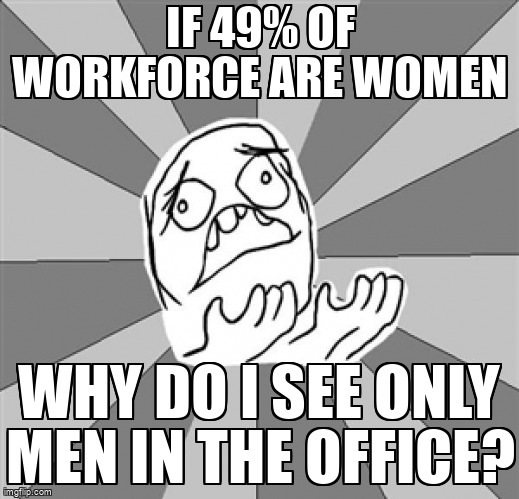 IF 49% OF
WORKFORCE ARE WOMEN
WHY DO I SEE ONLY
MEN IN THE OFFICE?
imgflip.com